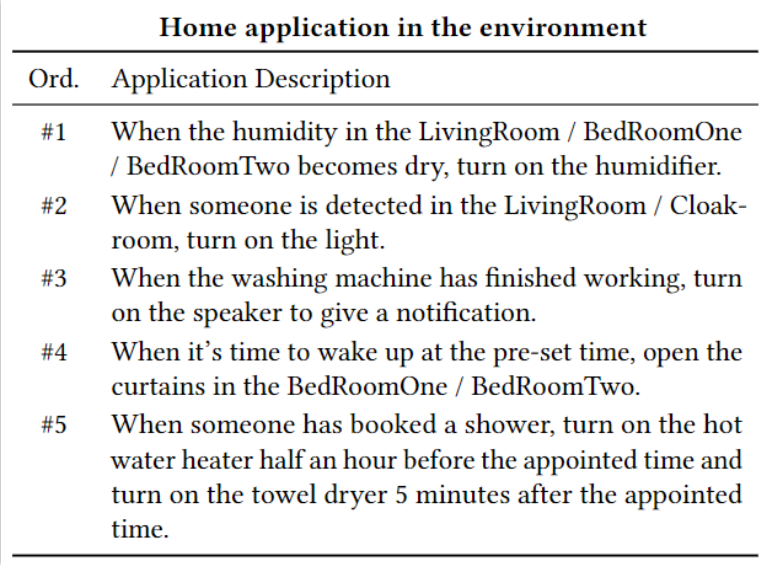 Home application in the environment
Ord. Application Description
#1 When the humidity in the LivingRoom / BedRoomOne
/ BedRoomTwo becomes dry, turn on the humidifier.
#2 When someone is detected in the LivingRoom / Cloak-
room, turn on the light.
#3 When the washing machine has finished working, turn
on the speaker to give a notification.
#4 When it's time to wake up at the pre-set time, open the
curtains in the BedRoomOne / BedRoomTwo.
#5 When someone has booked a shower, turn on the hot
water heater half an hour before the appointed time and
turn on the towel dryer 5 minutes after the appointed
time.